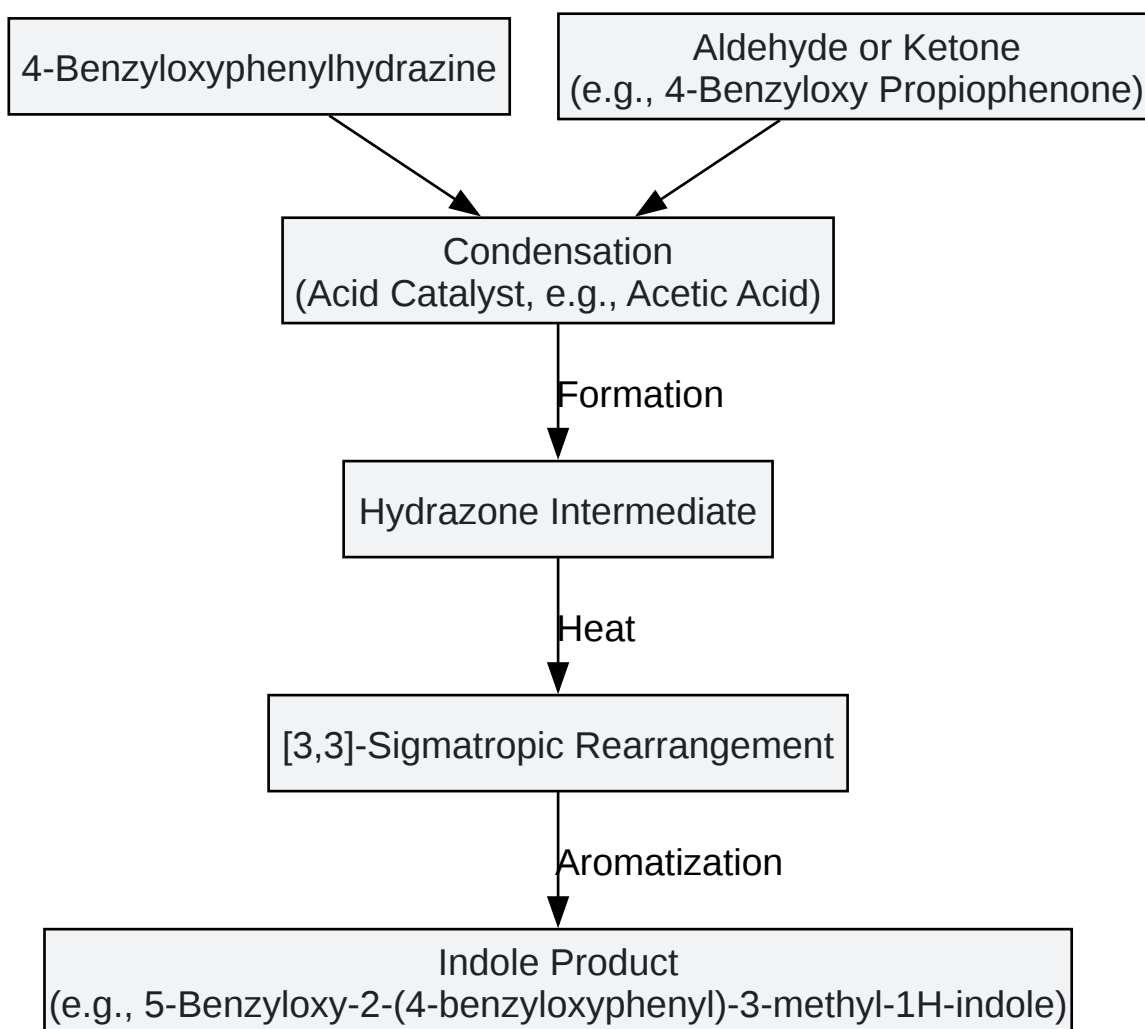 4-Benzyloxyphenylhydrazine
Aldehyde or Ketone
(e.g., 4-Benzyloxy Propiophenone)
Condensation
(Acid Catalyst, e.g., Acetic Acid)
Formation
Hydrazone Intermediate
Heat
[3,3]-Sigmatropic Rearrangement
Aromatization
Indole Product
(e.g., 5-Benzyloxy-2-(4-benzyloxyphenyl)-3-methyl-1H-indole)